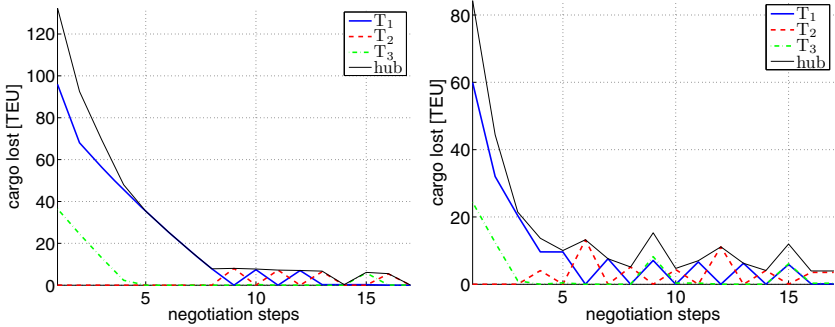 T₁
T₂
T₃
hub
120
100
80
60
40
20
0
5
10
15
cargo lost [TEU]
negotiation steps
T₁
T₂
T₃
hub
80
60
40
20
0
5
10
15
cargo lost [TEU]
negotiation steps